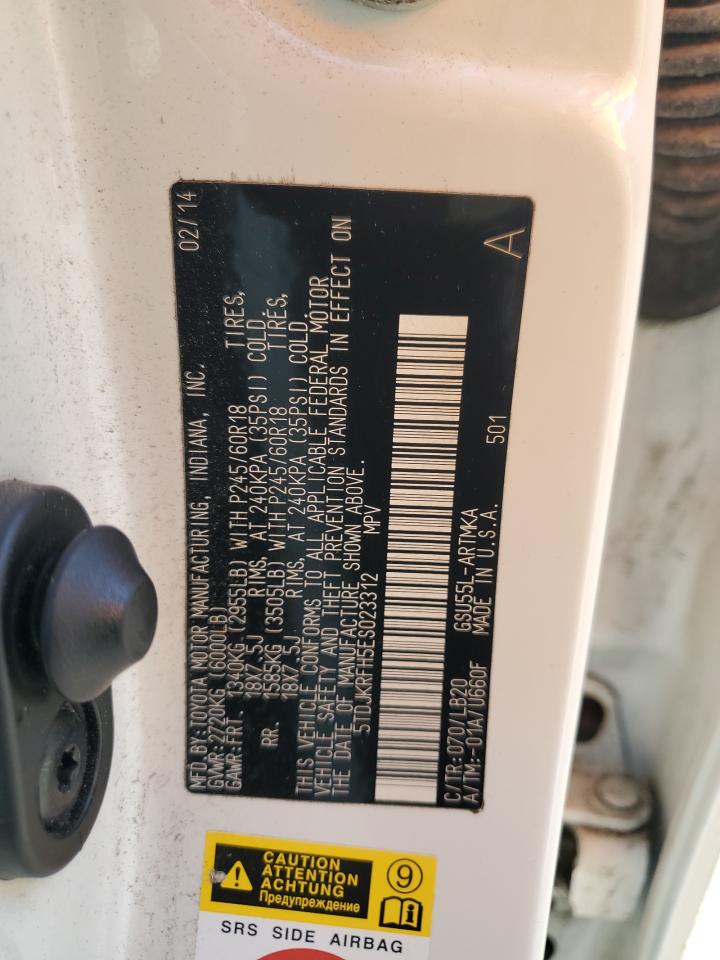 MFD. BY: TOYOTA MOTOR MANUFACTURING, INDIANA, INC. 02/14
GVWR: 2720KG (6000LB)
GAWR: FRT. 1340KG (2955LB) WITH P245/60R18 TIRES,
18X7.5J RIMS, AT 240KPA (35PSI) COLD.
RR. 1585KG (3505LB) WITH P245/60R18 TIRES,
18X7.5J RIMS, AT 240KPA (35PSI) COLD.
THIS VEHICLE CONFORMS TO ALL APPLICABLE FEDERAL MOTOR
VEHICLE SAFETY AND THEFT PREVENTION STANDARDS IN EFFECT ON
THE DATE OF MANUFACTURE SHOWN ABOVE.
5TDJKRFH5ES023312 MPV
C/TR: 070/LB20 GSU55L-ARTMKA 501 A
A/TM: -01A/U660F MADE IN U.S.A.
CAUTION
ATTENTION
ACHTUNG
Предупреждение
9
SRS SIDE AIRBAG